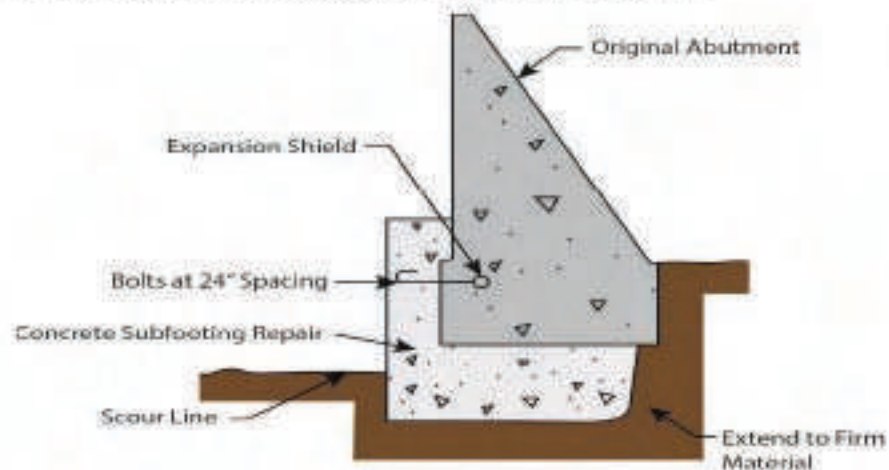 Original Abutment
Expansion Shield
Bolts at 24" Spacing
Concrete Subfooting Repair
Scour Line
Extend to Firm
Material